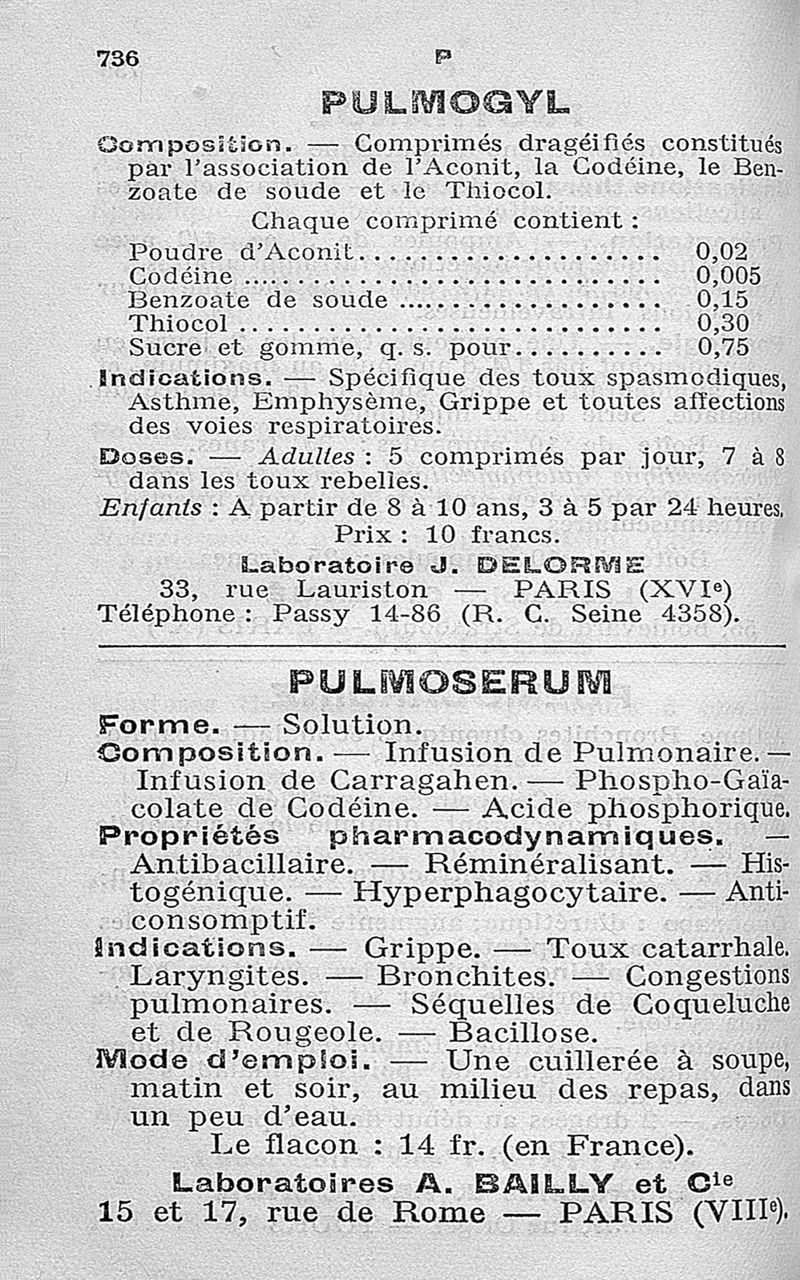 736
P
PULMOGYL
Composition. — Comprimés dragéifiés constitués
par l'association de l'Aconit, la Codéine, le Ben-
zoate de soude et le Thiocol.
Chaque comprimé contient :
Poudre d'Aconit..................... 0,02
Codéine ............................ 0,005
Benzoate de soude .................. 0,15
Thiocol ............................ 0,30
Sucre et gomme, q. s. pour.......... 0,75
Indications. — Spécifique des toux spasmodiques,
Asthme, Emphysème, Grippe et toutes affections
des voies respiratoires.
Doses. — Adultes : 5 comprimés par jour, 7 à 8
dans les toux rebelles.
Enfants : A partir de 8 à 10 ans, 3 à 5 par 24 heures.
Prix : 10 francs.
Laboratoire J. DELORME
33, rue Lauriston — PARIS (XVIe)
Téléphone : Passy 14-86 (R. C. Seine 4358).
PULMOSERUM
Forme. — Solution.
Composition. — Infusion de Pulmonaire. —
Infusion de Carragahen. — Phospho-Gaïa-
colate de Codéine. — Acide phosphorique.
Propriétés pharmacodynamiques. —
Antibacillaire. — Réminéralisant. — His-
togénique. — Hyperphagocytaire. — Anti-
consomptif.
Indications. — Grippe. — Toux catarrhale.
Laryngites. — Bronchites. — Congestions
pulmonaires. — Séquelles de Coqueluche
et de Rougeole. — Bacillose.
Mode d'emploi. — Une cuillerée à soupe,
matin et soir, au milieu des repas, dans
un peu d'eau.
Le flacon : 14 fr. (en France).
Laboratoires A. BAILLY et Cie
15 et 17, rue de Rome — PARIS (VIIIe).